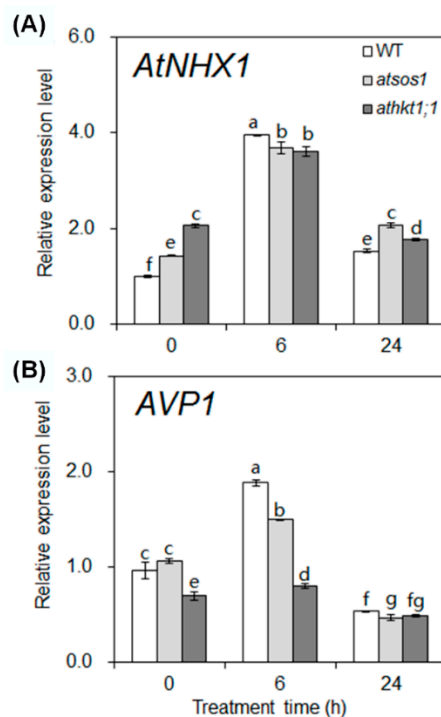 (A)
AtNHX1
WT
atsos1
athkt1;1
Relative expression level
6.0
4.0
2.0
0.0
f e c
a b b
e c d
0 6 24
(B)
AVP1
Relative expression level
3.0
2.0
1.0
0.0
c c e
a b d
f g fg
0 6 24
Treatment time (h)